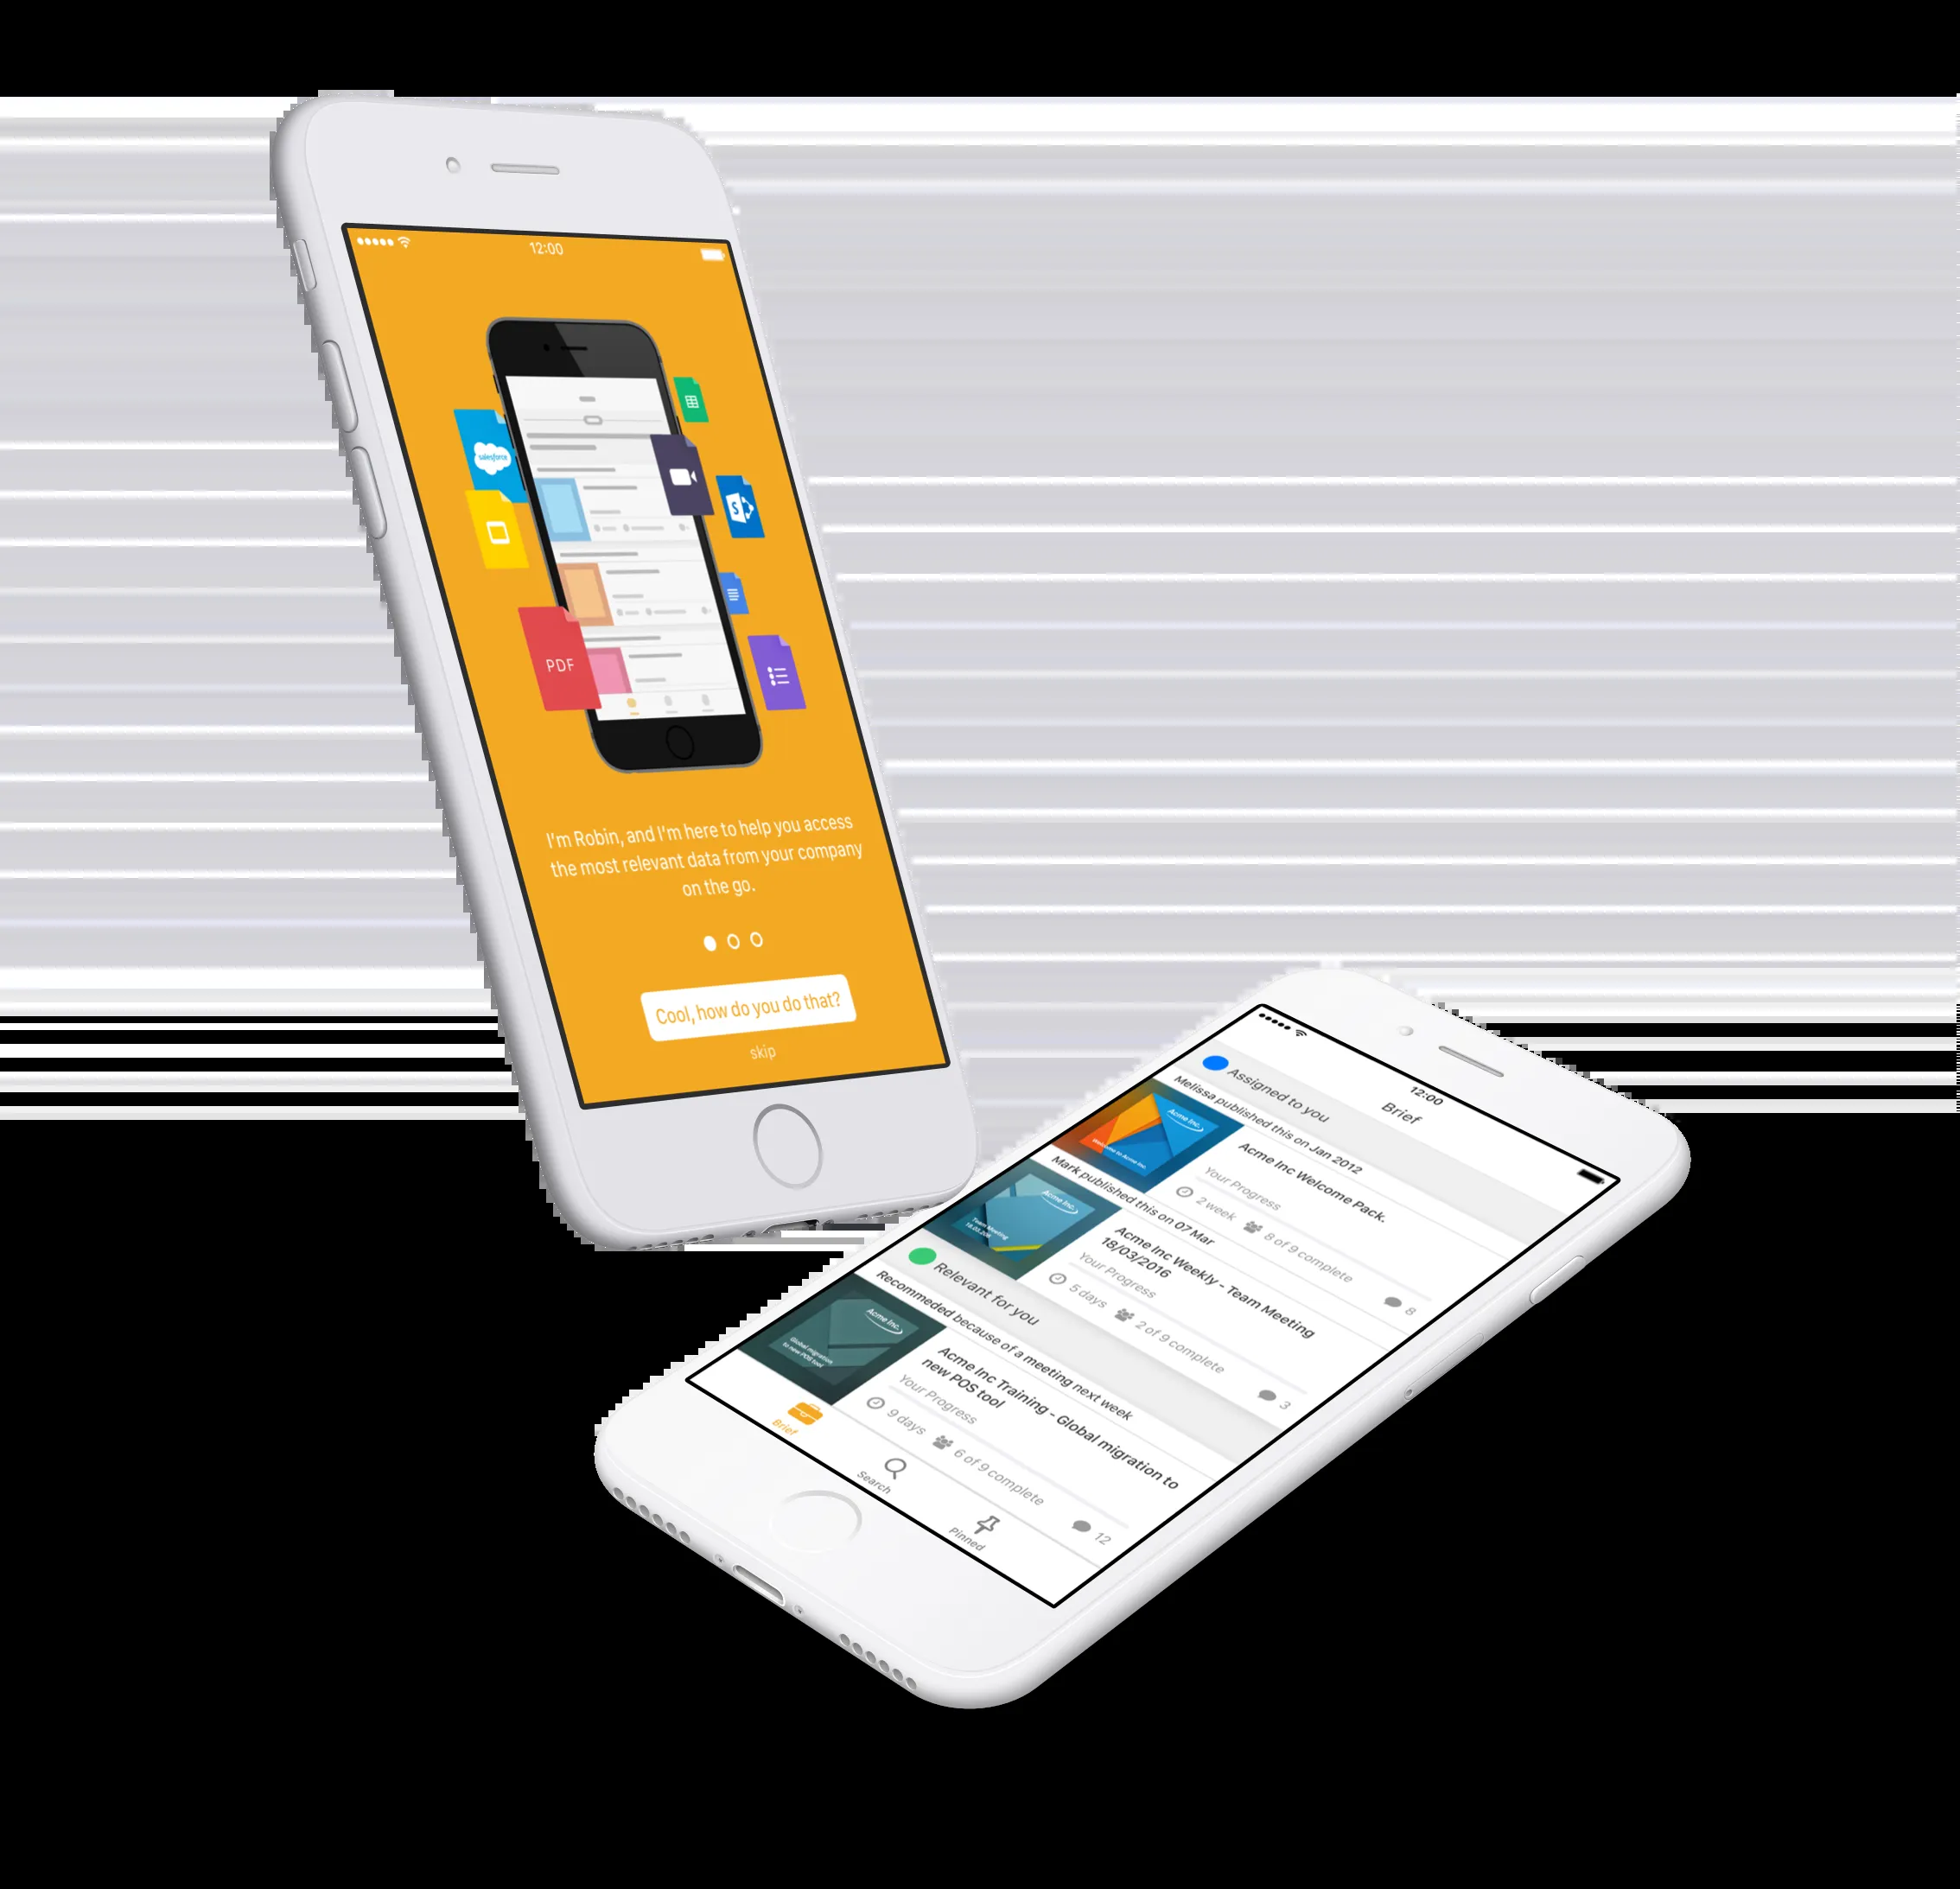 12:00
salesforce
S
PDF
I'm Robin, and I'm here to help you access
the most relevant data from your company
on the go.
Cool, how do you do that?
skip
12:00
Brief
Assigned to you
Melissa published this on Jan 2012
Acme Inc.
Welcome to Acme Inc.
Acme Inc Welcome Pack.
Your Progress
2 week 8 of 9 complete 8
Mark published this on 07 Mar
Acme Inc.
Team Meeting
Acme Inc Weekly - Team Meeting
18/03/2016
Your Progress
5 days 2 of 9 complete 3
Relevant for you
Recommeded because of a meeting next week
Acme Inc.
Global migration
to new POS tool
Acme Inc Training - Global migration to
new POS tool
Your Progress
9 days 6 of 9 complete 12
Brief
Search
Pinned